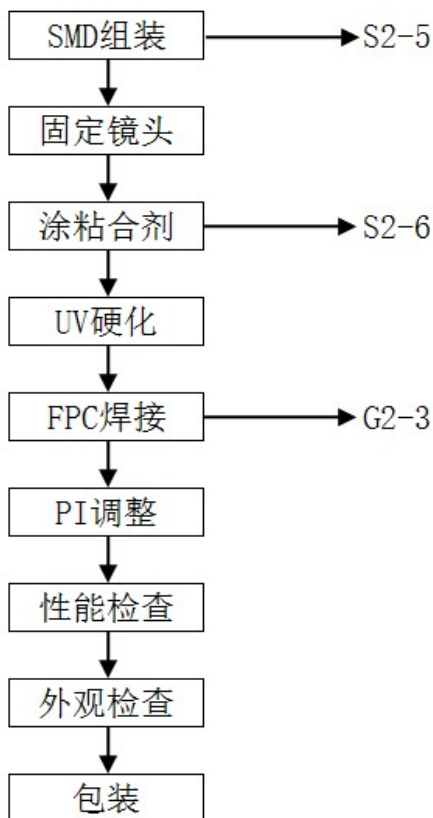 SMD组装
S2-5
固定镜头
涂粘合剂
S2-6
UV硬化
FPC焊接
G2-3
PI调整
性能检查
外观检查
包装